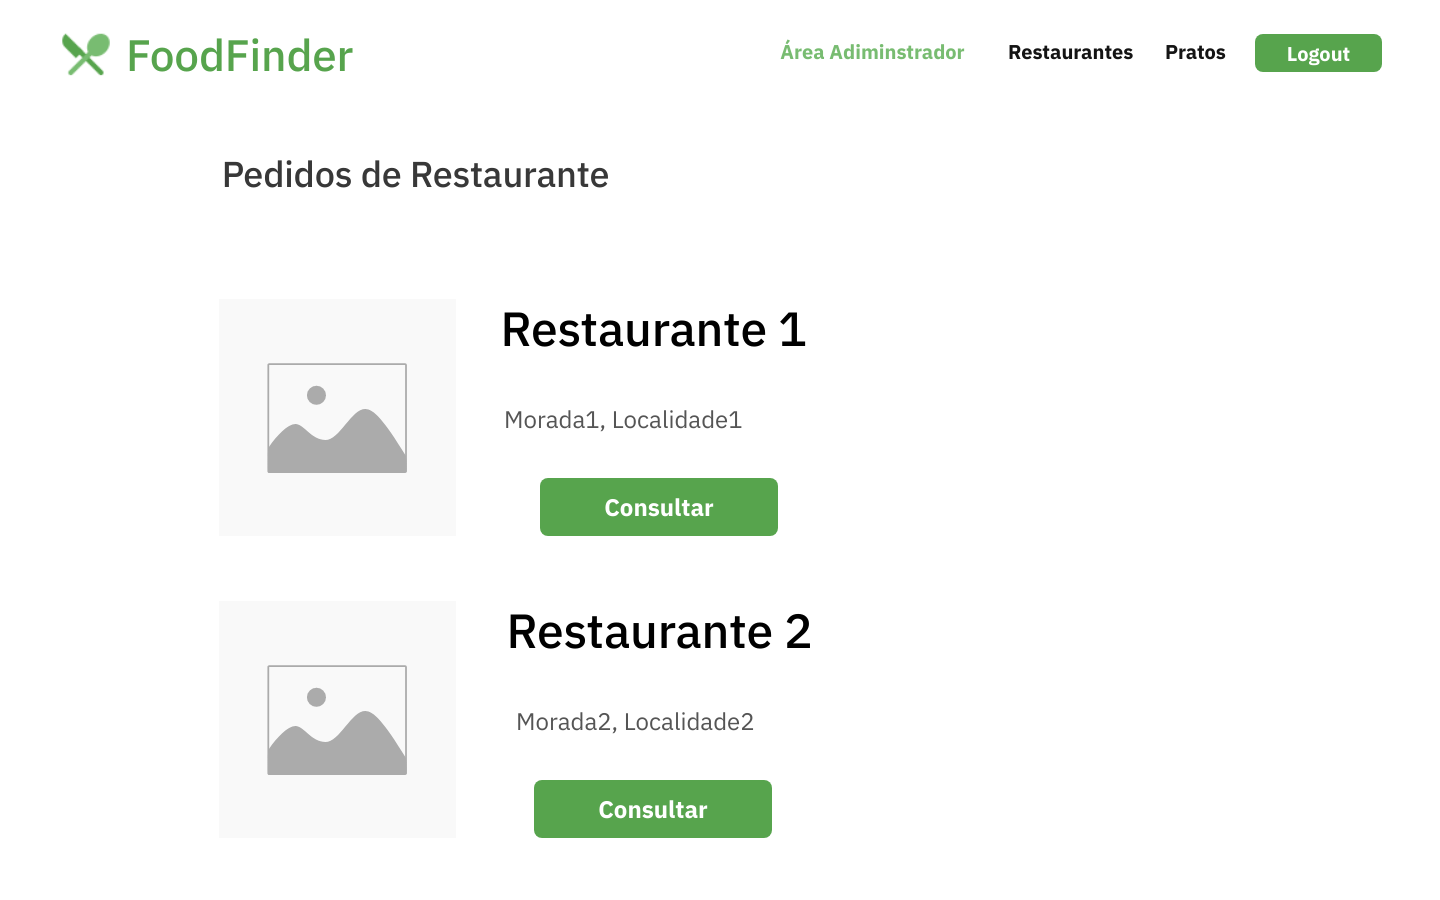 FoodFinder
Área Adiminstrador
Restaurantes
Pratos
Logout
Pedidos de Restaurante
Restaurante 1
Morada1, Localidade1
Consultar
Restaurante 2
Morada2, Localidade2
Consultar